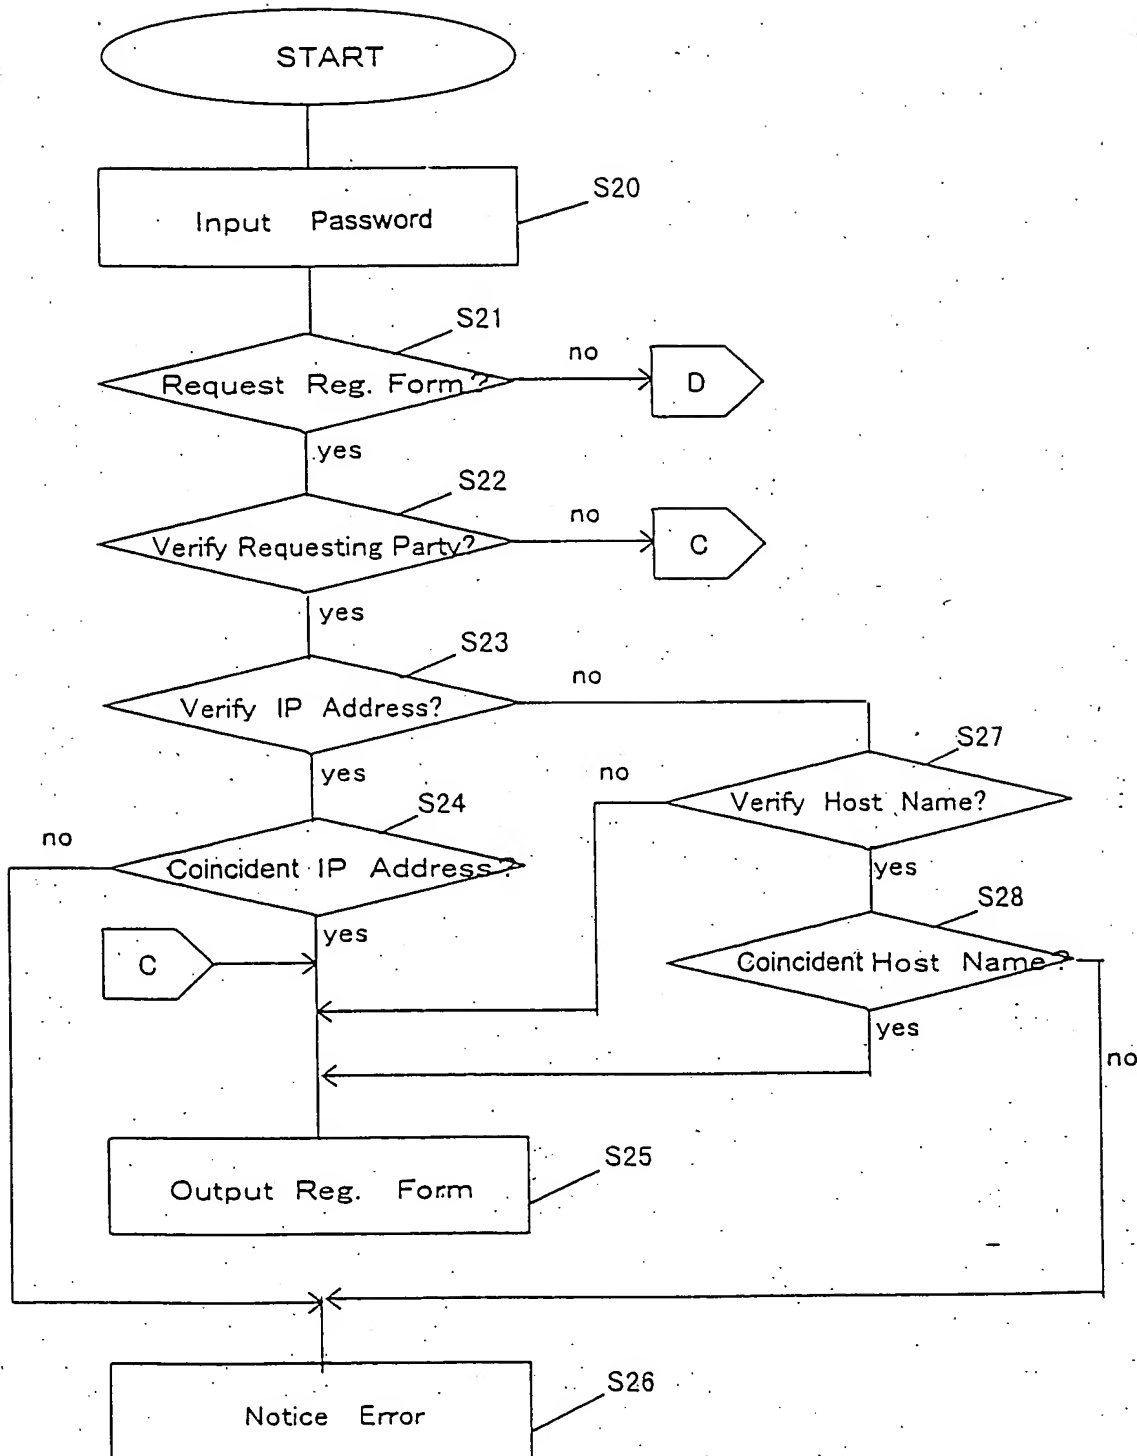 START
S20
Input Password
S21
Request Reg. Form?
no
D
yes
S22
Verify Requesting Party?
no
C
yes
S23
Verify IP Address?
no
yes
S27
Verify Host Name?
no
yes
S24
Coincident IP Address?
no
yes
S28
Coincident Host Name?
yes
no
C
S25
Output Reg. Form
S26
Notice Error